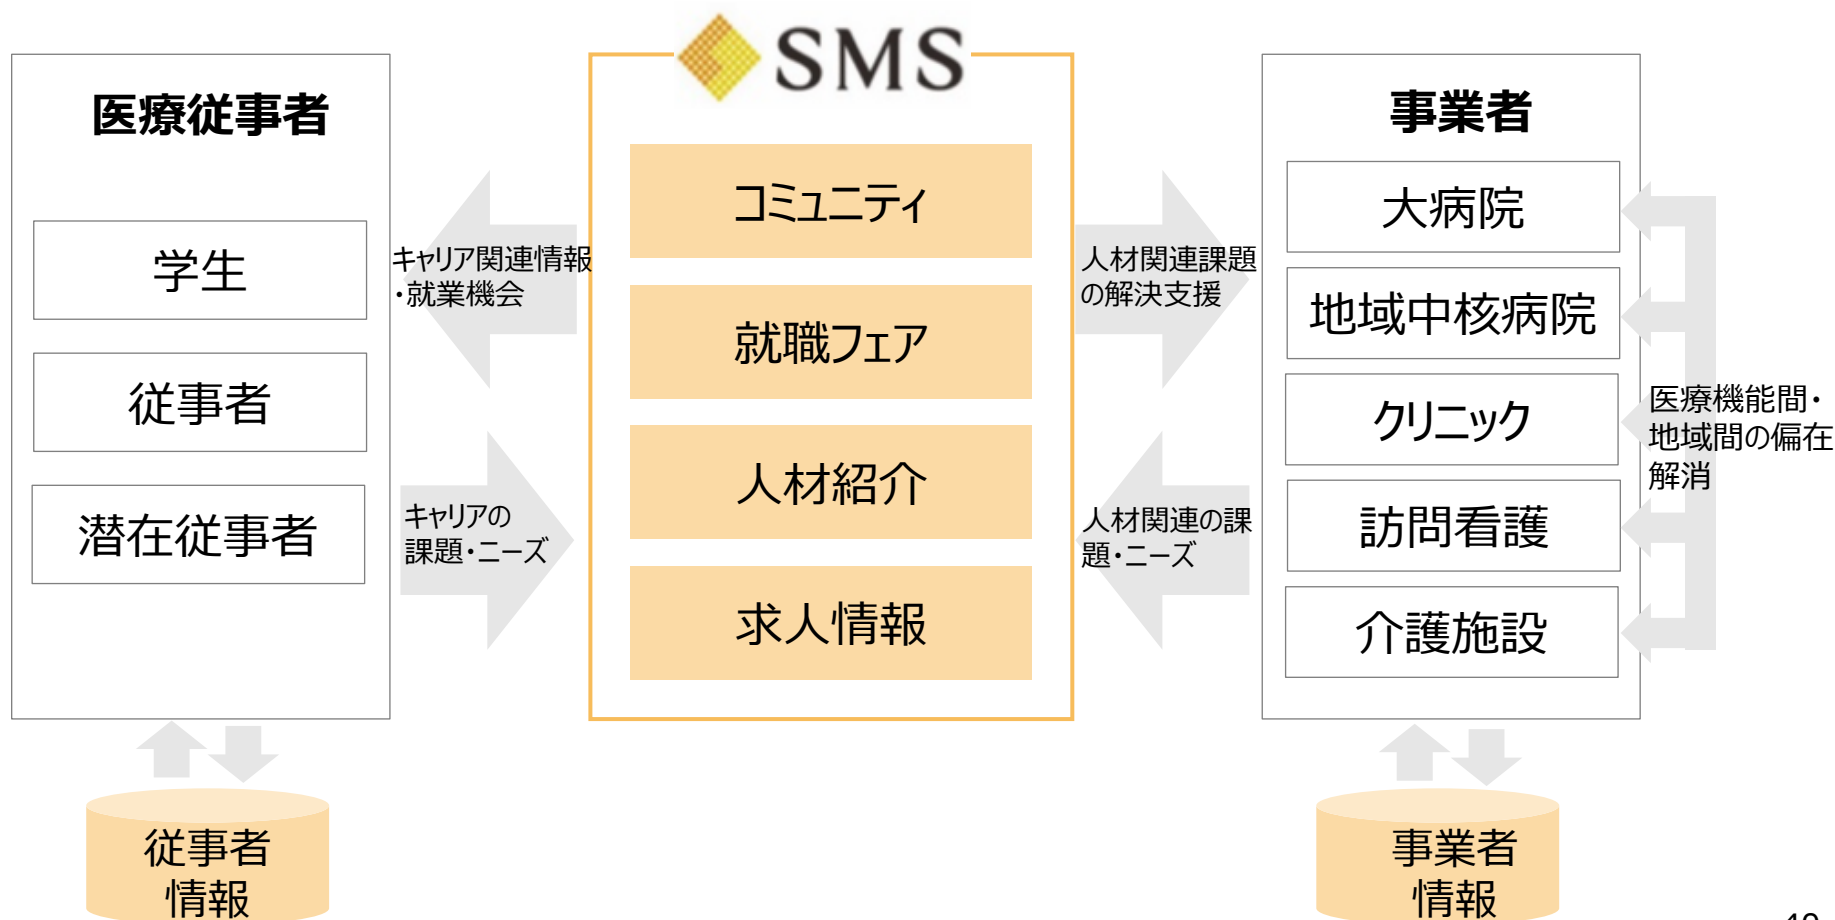 SMS
医療従事者
学生
従事者
潜在従事者
キャリア関連情報
・就業機会
キャリアの
課題・ニーズ
コミュニティ
就職フェア
人材紹介
求人情報
人材関連課題
の解決支援
人材関連の課
題・ニーズ
事業者
大病院
地域中核病院
クリニック
訪問看護
介護施設
医療機能間・
地域間の偏在
解消
従事者
情報
事業者
情報